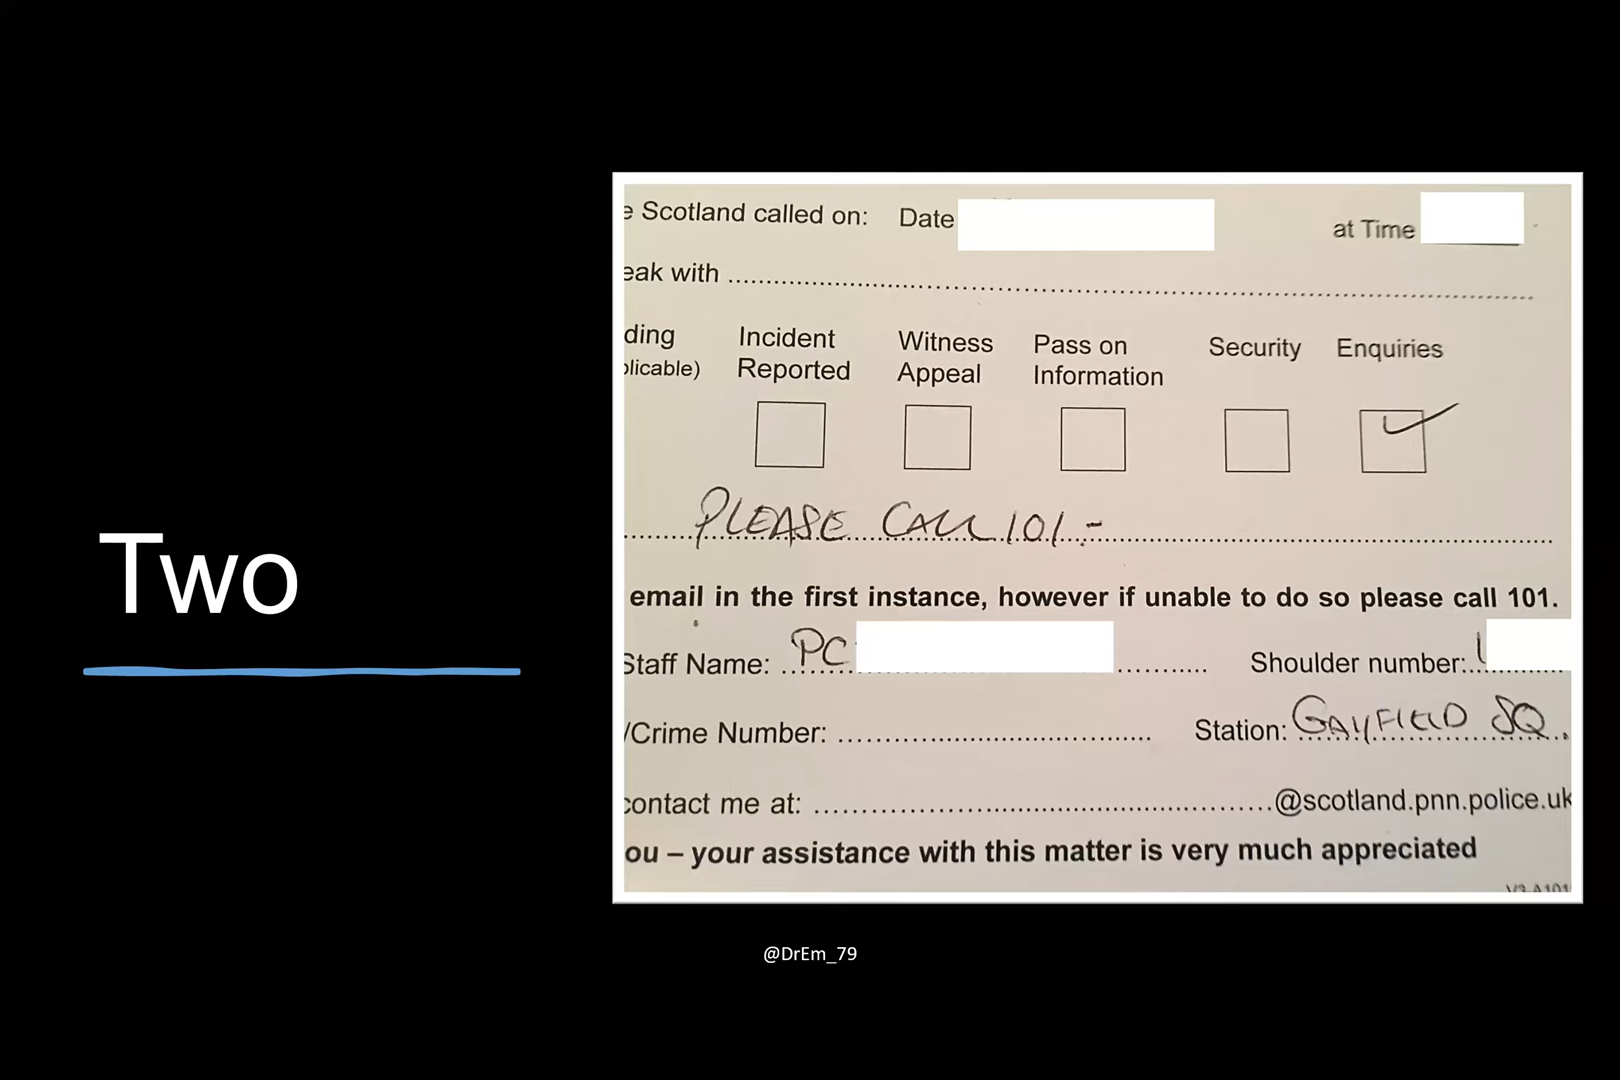 Two
e Scotland called on: Date at Time
eak with
ding Incident Reported Witness Appeal Pass on Information Security Enquiries
plicable)
PLEASE CALL 101.-
email in the first instance, however if unable to do so please call 101.
Staff Name: PC Shoulder number:
/Crime Number: Station: GAYFIELD SQ.
contact me at: @scotland.pnn.police.uk
ou – your assistance with this matter is very much appreciated
@DrEm_79